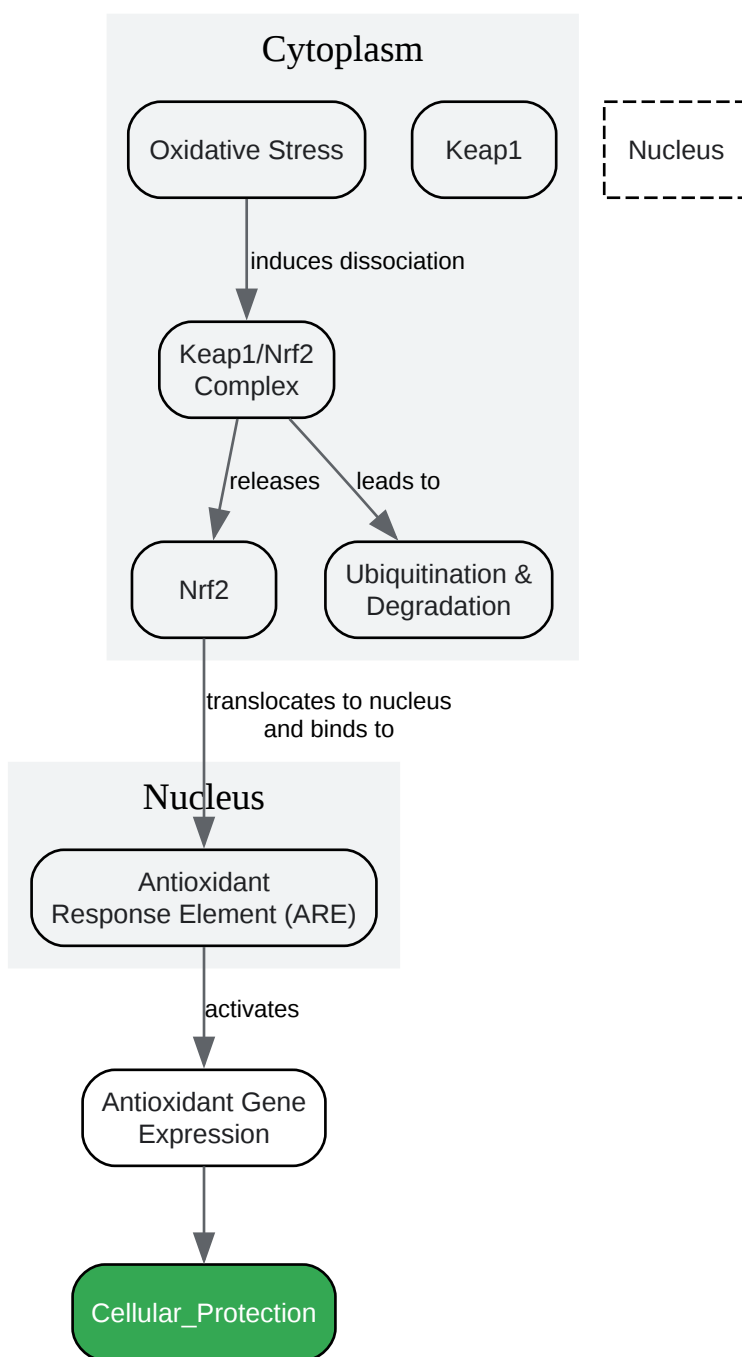 Cytoplasm
Oxidative Stress
Keap1
Nucleus
induces dissociation
Keap1/Nrf2
Complex
releases
leads to
Nrf2
Ubiquitination &
Degradation
translocates to nucleus
and binds to
Nucleus
Antioxidant
Response Element (ARE)
activates
Antioxidant Gene
Expression
Cellular_Protection